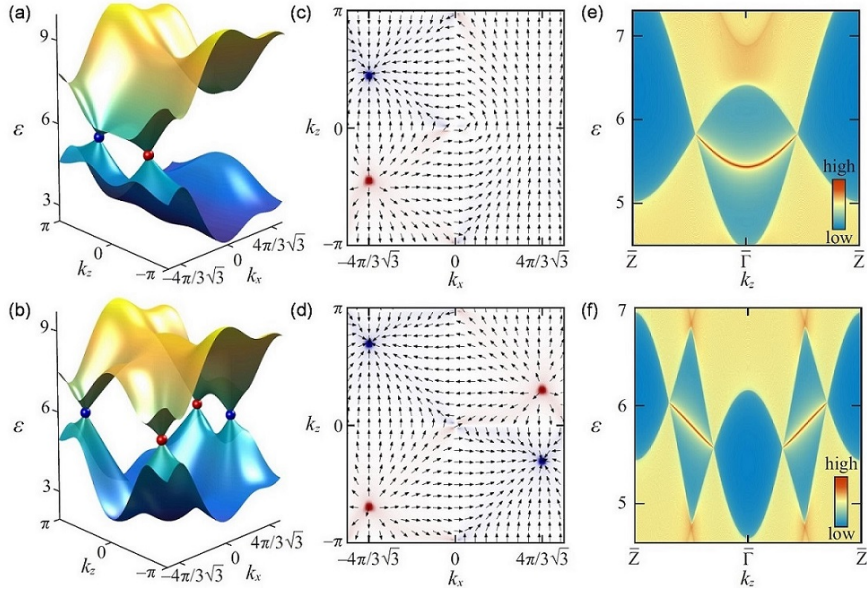 (a)
9
ε
6
3
π
0
k_z
−π
−4π/3√3
0
k_x
4π/3√3
(c)
π
k_z
0
−π
−4π/3√3
0
4π/3√3
k_x
(e)
7
ε
6
5
high
low
Z̄
Γ̄
Z̄
k_z
(b)
9
ε
6
3
π
0
k_z
−π
−4π/3√3
0
k_x
4π/3√3
(d)
π
k_z
0
−π
−4π/3√3
0
4π/3√3
k_x
(f)
7
ε
6
5
high
low
Z̄
Γ̄
Z̄
k_z